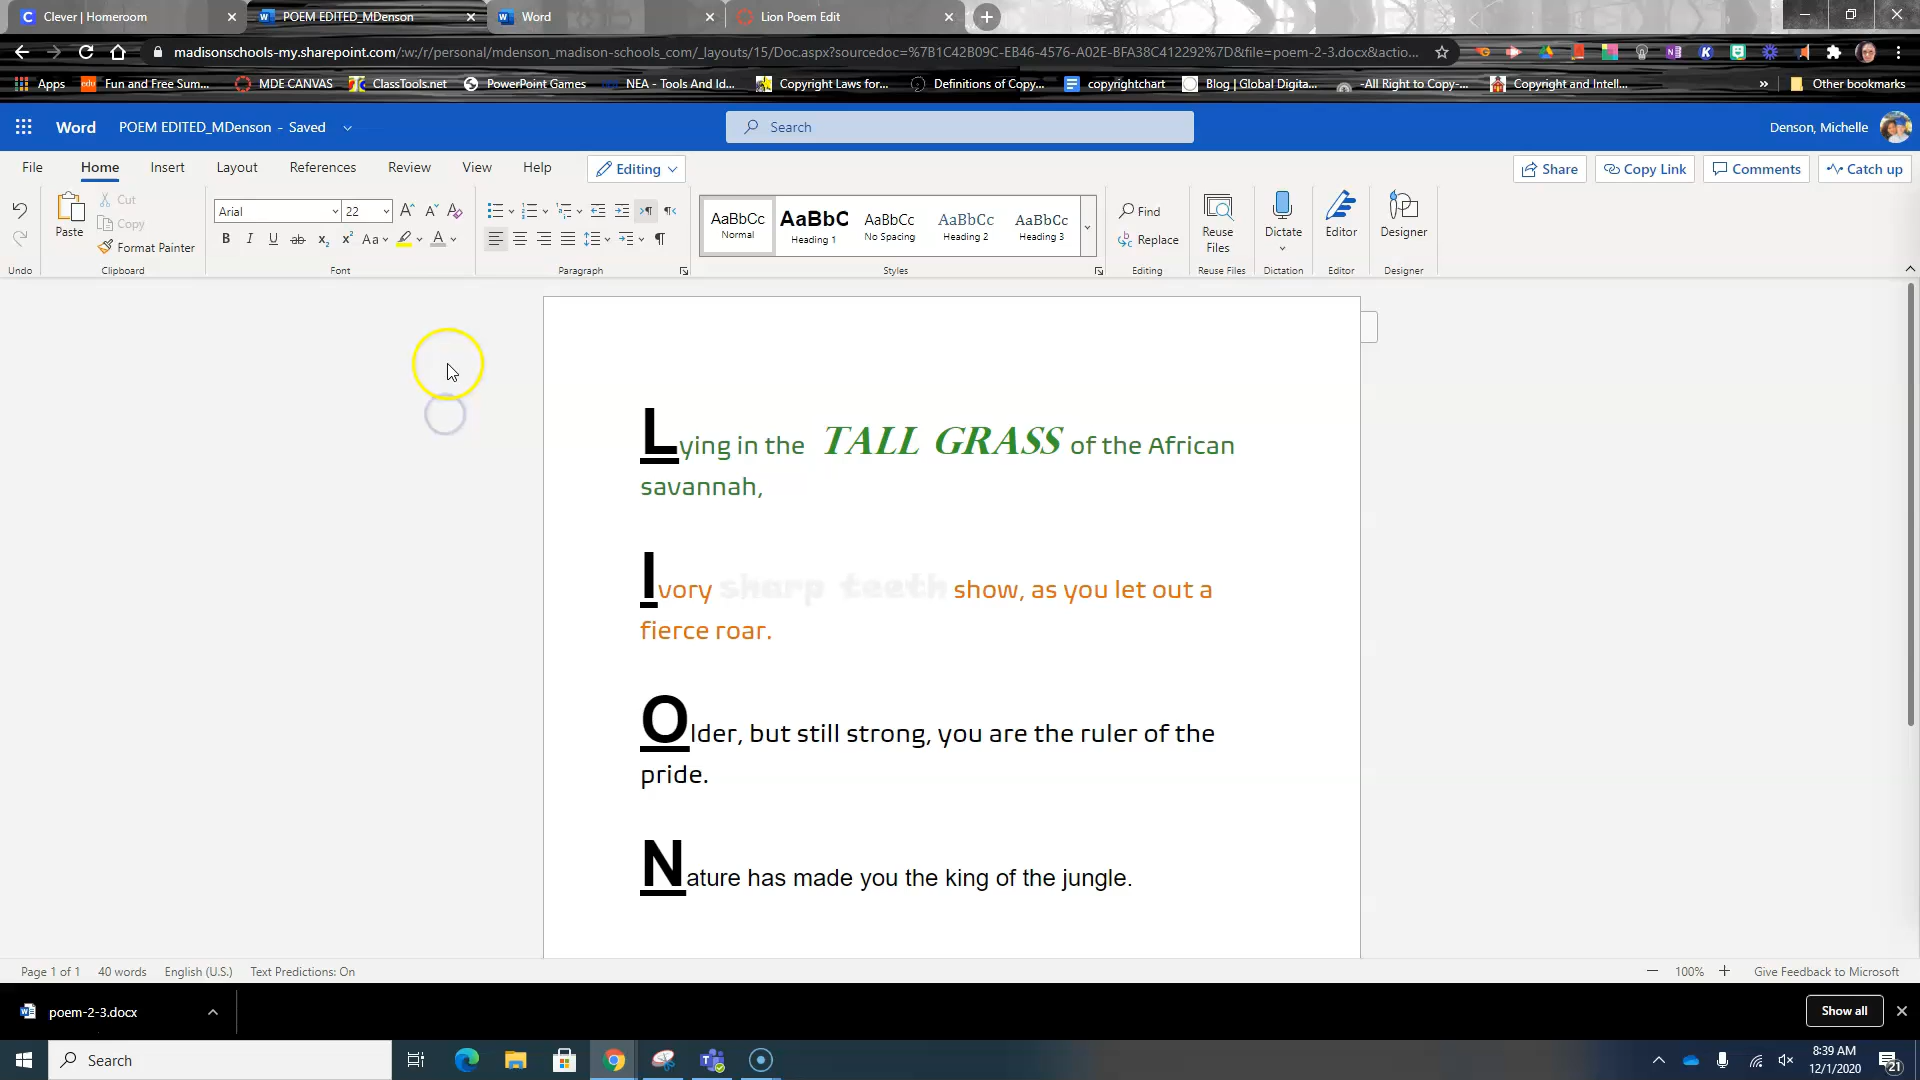 Clever | Homeroom
POEM EDITED_MDenson
Word
Lion Poem Edit
madisonschools-my.sharepoint.com/:w:/r/personal/mdenson_madison-schools_com/_layouts/15/Doc.aspx?sourcedoc=%7B1C42B09C-EB46-4576-A02E-BFA38C412292%7D&file=poem-2-3.docx&actio...
Apps
Fun and Free Sum...
MDE CANVAS
ClassTools.net
PowerPoint Games
NEA - Tools And Id...
Copyright Laws for...
Definitions of Copy...
copyrightchart
Blog | Global Digita...
-All Right to Copy-...
Copyright and Intell...
»
Other bookmarks
Word
POEM EDITED_MDenson - Saved
Search
Denson, Michelle
File
Home
Insert
Layout
References
Review
View
Help
Editing
Share
Copy Link
Comments
Catch up
Paste
Cut
Copy
Format Painter
Arial
22
AaBbCc
Normal
AaBbC
Heading 1
AaBbCc
No Spacing
AaBbCc
Heading 2
AaBbCc
Heading 3
Find
Replace
Reuse
Files
Dictate
Editor
Designer
Undo
Clipboard
Font
Paragraph
Styles
Editing
Reuse Files
Dictation
Editor
Designer
Lying in the TALL GRASS of the African
savannah,
Ivory sharp teeth show, as you let out a
fierce roar.
Older, but still strong, you are the ruler of the
pride.
Nature has made you the king of the jungle.
Page 1 of 1
40 words
English (U.S.)
Text Predictions: On
100%
Give Feedback to Microsoft
poem-2-3.docx
Show all
Search
8:39 AM
12/1/2020
21